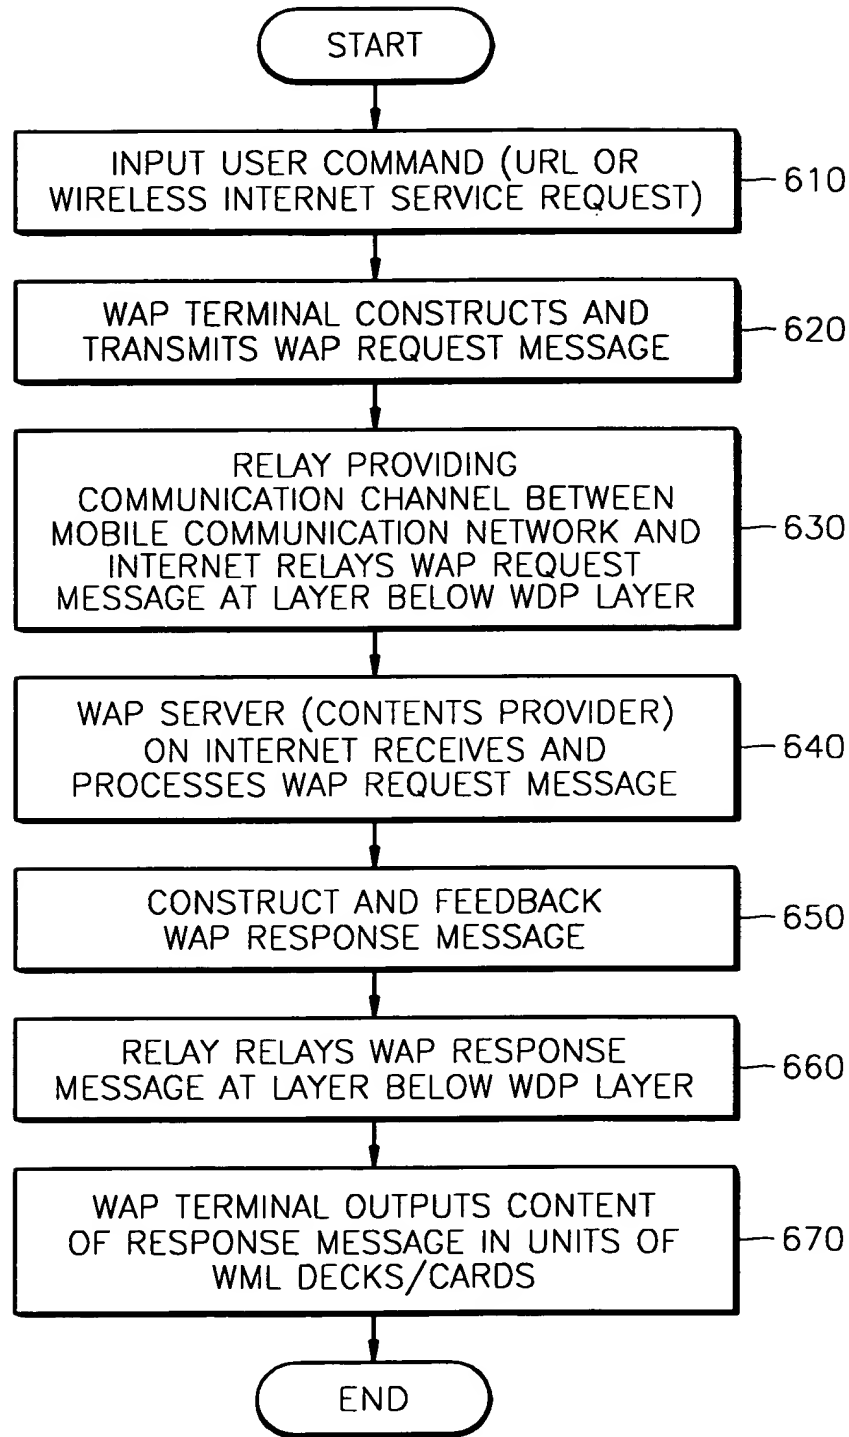 START
INPUT USER COMMAND (URL OR
WIRELESS INTERNET SERVICE REQUEST)
610
WAP TERMINAL CONSTRUCTS AND
TRANSMITS WAP REQUEST MESSAGE
620
RELAY PROVIDING
COMMUNICATION CHANNEL BETWEEN
MOBILE COMMUNICATION NETWORK AND
INTERNET RELAYS WAP REQUEST
MESSAGE AT LAYER BELOW WDP LAYER
630
WAP SERVER (CONTENTS PROVIDER)
ON INTERNET RECEIVES AND
PROCESSES WAP REQUEST MESSAGE
640
CONSTRUCT AND FEEDBACK
WAP RESPONSE MESSAGE
650
RELAY RELAYS WAP RESPONSE
MESSAGE AT LAYER BELOW WDP LAYER
660
WAP TERMINAL OUTPUTS CONTENT
OF RESPONSE MESSAGE IN UNITS OF
WML DECKS/CARDS
670
END